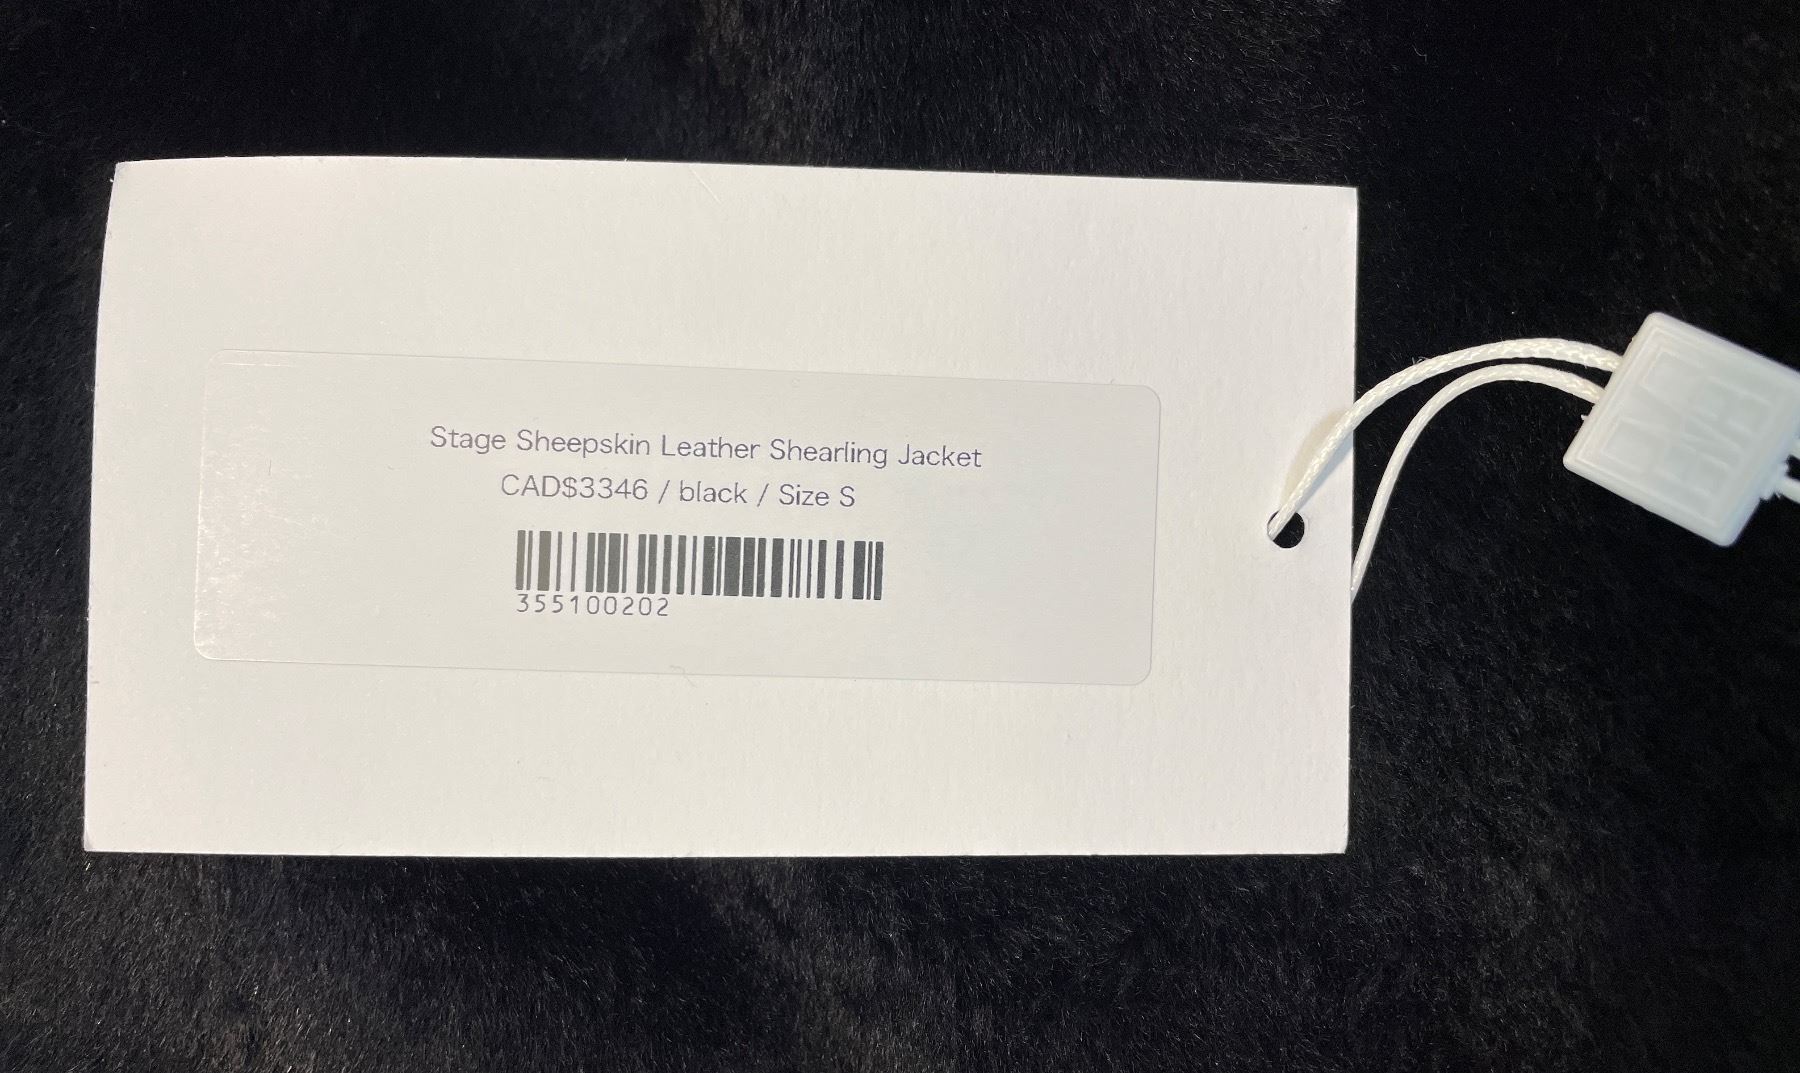 Stage Sheepskin Leather Shearling Jacket
CAD$3346 / black / Size S
355100202